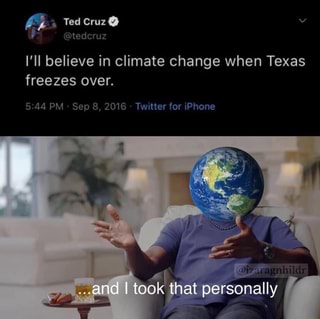 Ted Cruz
@tedcruz
I'll believe in climate change when Texas
freezes over.
5:44 PM · Sep 8, 2016 · Twitter for iPhone
...and I took that personally